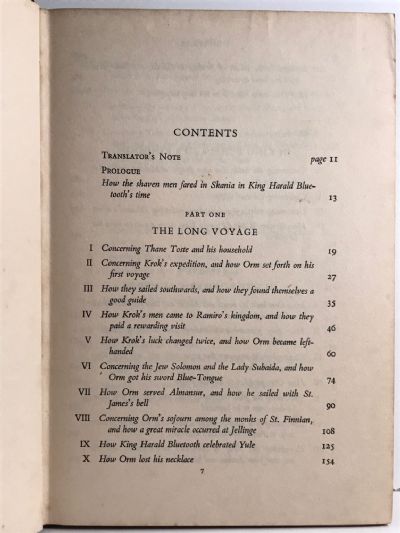 CONTENTS
TRANSLATOR'S NOTE page 11
PROLOGUE
How the shaven men fared in Skania in King Harald Blue-
tooth's time 13
PART ONE
THE LONG VOYAGE
I Concerning Thane Toste and his household 19
II Concerning Krok's expedition, and how Orm set forth on his
first voyage 27
III How they sailed southwards, and how they found themselves a
good guide 35
IV How Krok's men came to Ramiro's kingdom, and how they
paid a rewarding visit 46
V How Krok's luck changed twice, and how Orm became left-
handed 60
VI Concerning the Jew Solomon and the Lady Subaida, and how
Orm got his sword Blue-Tongue 74
VII How Orm served Almansur, and how he sailed with St.
James's bell 90
VIII Concerning Orm's sojourn among the monks of St. Finnian,
and how a great miracle occurred at Jellinge 108
IX How King Harald Bluetooth celebrated Yule 125
X How Orm lost his necklace 154
7